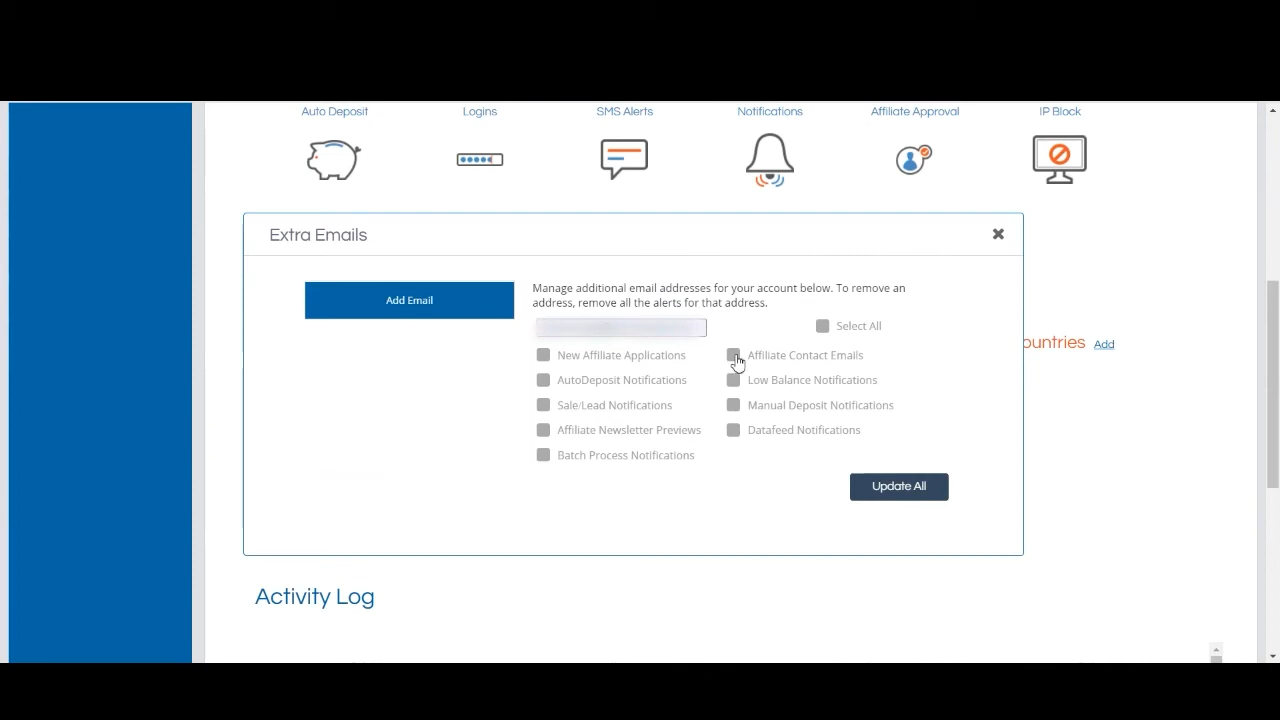 Auto Deposit
Logins
SMS Alerts
Notifications
Affiliate Approval
IP Block
Extra Emails
Add Email
Manage additional email addresses for your account below. To remove an
address, remove all the alerts for that address.
Select All
New Affiliate Applications
Affiliate Contact Emails
AutoDeposit Notifications
Low Balance Notifications
Sale/Lead Notifications
Manual Deposit Notifications
Affiliate Newsletter Previews
Datafeed Notifications
Batch Process Notifications
Update All
ountries Add
Activity Log